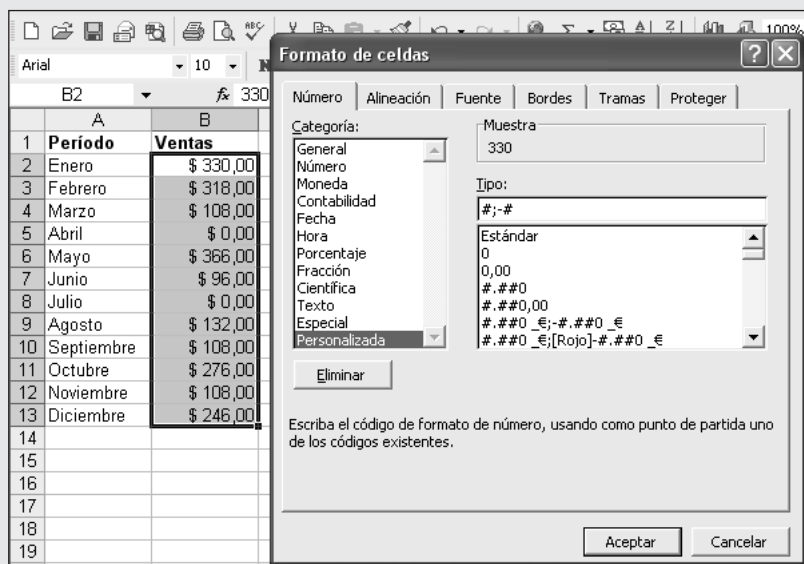 100%
Arial 10 N
B2 fx 330
Formato de celdas
Número Alineación Fuente Bordes Tramas Proteger
Categoría:
General
Número
Moneda
Contabilidad
Fecha
Hora
Porcentaje
Fracción
Científica
Texto
Especial
Personalizada
Muestra
330
Tipo:
#;-#
Estándar
0
0,00
#.##0
#.##0,00
#.##0 _€;-#.##0 _€
#.##0 _€;[Rojo]-#.##0 _€
Eliminar
Escriba el código de formato de número, usando como punto de partida uno
de los códigos existentes.
Aceptar Cancelar
A B
1 Período Ventas
2 Enero $ 330,00
3 Febrero $ 318,00
4 Marzo $ 108,00
5 Abril $ 0,00
6 Mayo $ 366,00
7 Junio $ 96,00
8 Julio $ 0,00
9 Agosto $ 132,00
10 Septiembre $ 108,00
11 Octubre $ 276,00
12 Noviembre $ 108,00
13 Diciembre $ 246,00
14
15
16
17
18
19